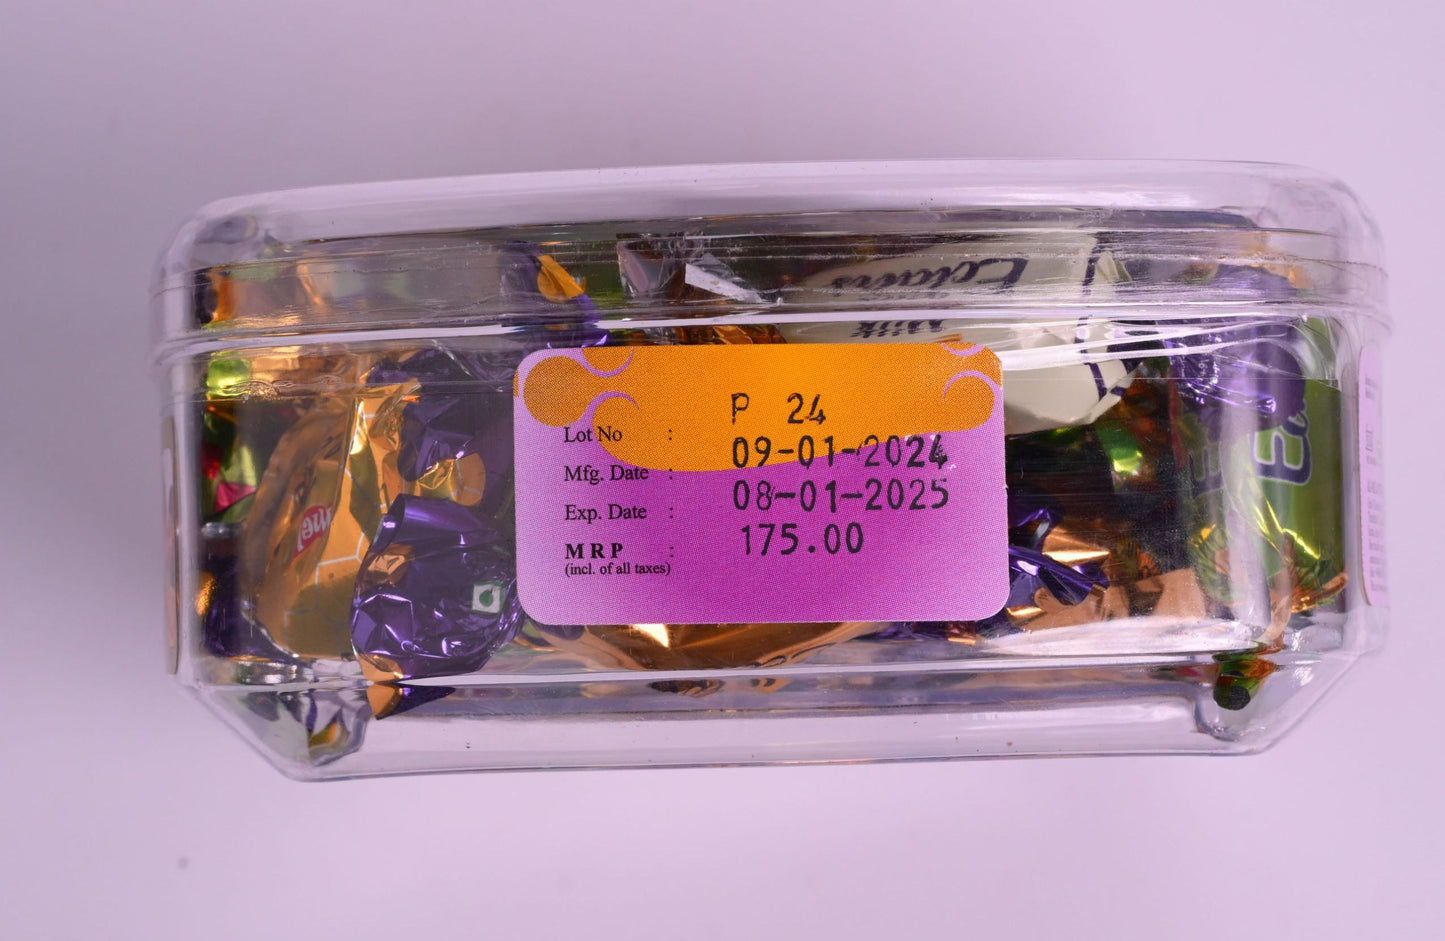 Eclairs
Milk
P 24
Lot No :
09-01-2024
Mfg. Date :
08-01-2025
Exp. Date :
175.00
M R P :
(incl. of all taxes)